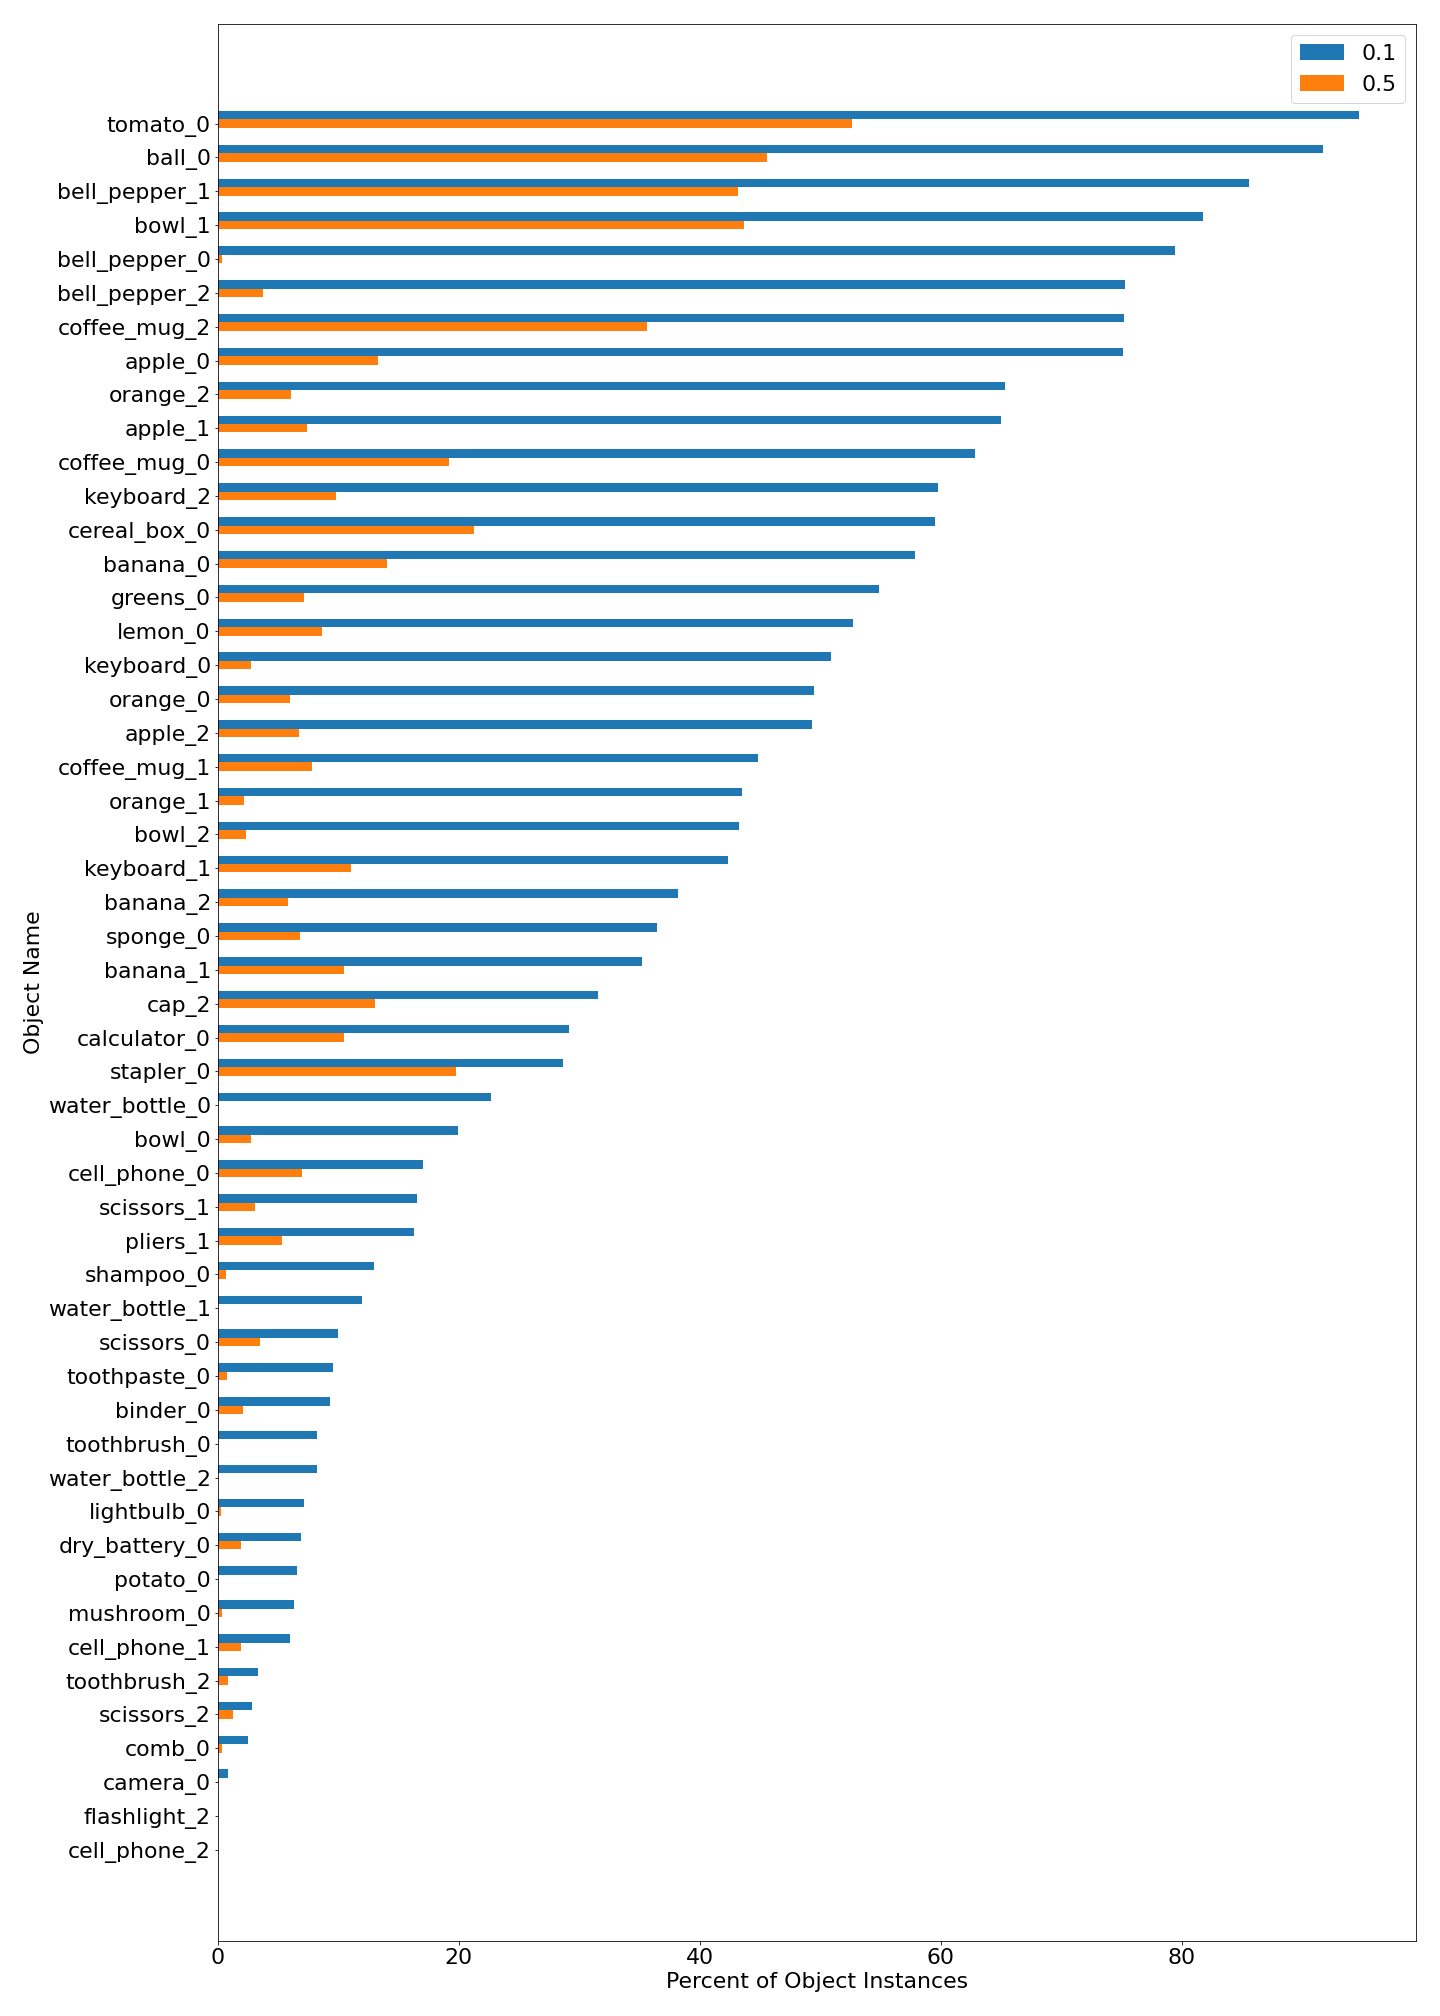 0.1
0.5
tomato_0
ball_0
bell_pepper_1
bowl_1
bell_pepper_0
bell_pepper_2
coffee_mug_2
apple_0
orange_2
apple_1
coffee_mug_0
keyboard_2
cereal_box_0
banana_0
greens_0
lemon_0
keyboard_0
orange_0
apple_2
coffee_mug_1
orange_1
bowl_2
keyboard_1
banana_2
sponge_0
banana_1
cap_2
calculator_0
stapler_0
water_bottle_0
bowl_0
cell_phone_0
scissors_1
pliers_1
shampoo_0
water_bottle_1
scissors_0
toothpaste_0
binder_0
toothbrush_0
water_bottle_2
lightbulb_0
dry_battery_0
potato_0
mushroom_0
cell_phone_1
toothbrush_2
scissors_2
comb_0
camera_0
flashlight_2
cell_phone_2
Object Name
0 20 40 60 80
Percent of Object Instances